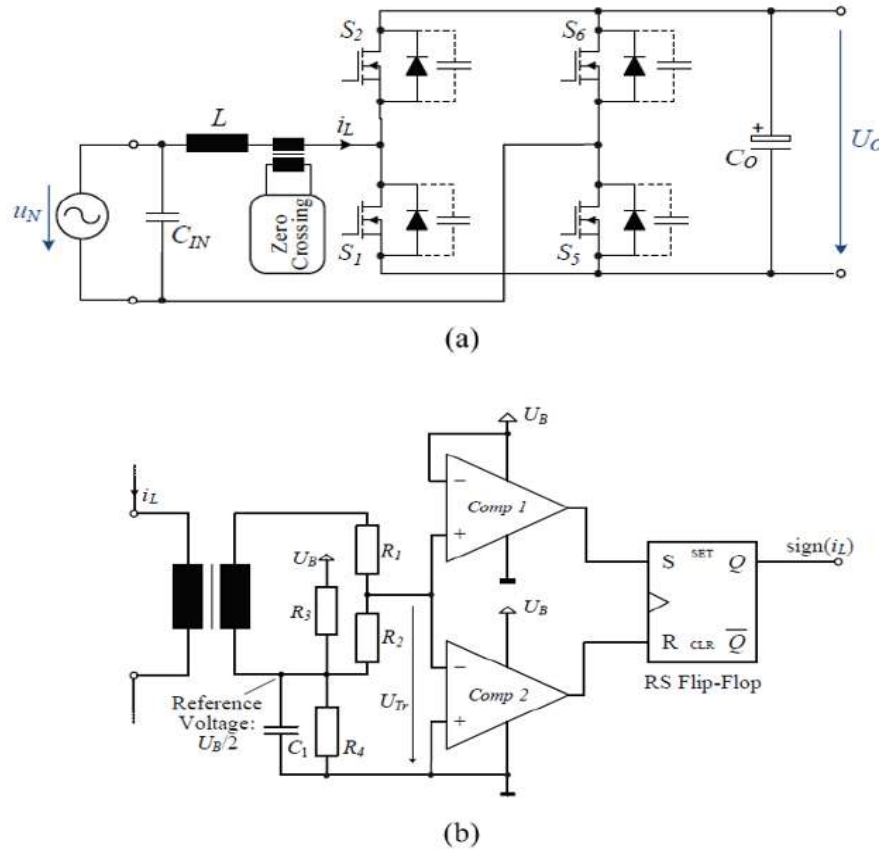 S2
S6
L
iL
uN
CIN
Zero
Crossing
S1
S5
+
CO
UO
(a)
UB
iL
−
Comp 1
+
R1
UB
R3
R2
UB
S SET Q
sign(iL)
R CLR Q
RS Flip-Flop
Reference
Voltage:
UB/2
C1
R4
UTr
−
Comp 2
+
(b)